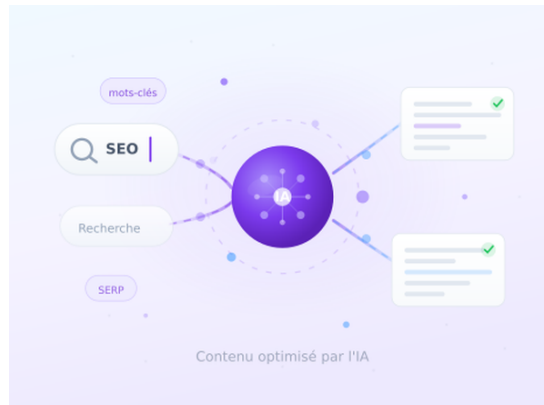 mots-clés
SEO
IA
Recherche
SERP
Contenu optimisé par l'IA